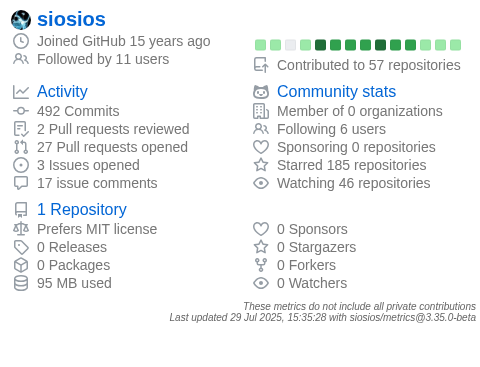 siosios
Joined GitHub 15 years ago
Followed by 11 users
Contributed to 57 repositories
Activity
492 Commits
2 Pull requests reviewed
27 Pull requests opened
3 Issues opened
17 issue comments
Community stats
Member of 0 organizations
Following 6 users
Sponsoring 0 repositories
Starred 185 repositories
Watching 46 repositories
1 Repository
Prefers MIT license
0 Releases
0 Packages
95 MB used
0 Sponsors
0 Stargazers
0 Forkers
0 Watchers
These metrics do not include all private contributions
Last updated 29 Jul 2025, 15:35:28 with siosios/metrics@3.35.0-beta